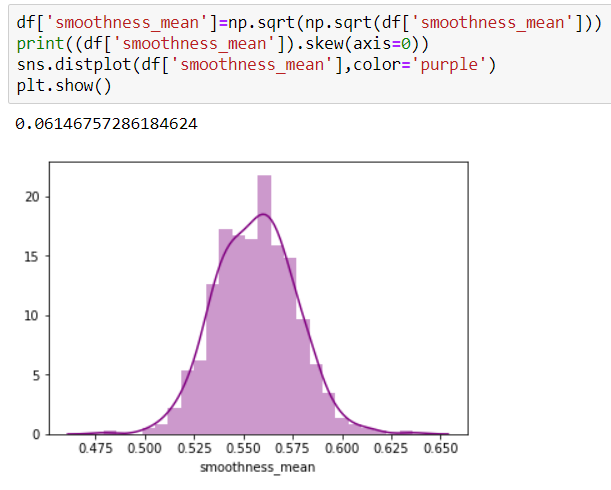 df['smoothness_mean']=np.sqrt(np.sqrt(df['smoothness_mean']))
print((df['smoothness_mean']).skew(axis=0))
sns.distplot(df['smoothness_mean'],color='purple')
plt.show()
0.06146757286184624
20
15
10
5
0
0.475 0.500 0.525 0.550 0.575 0.600 0.625 0.650
smoothness_mean